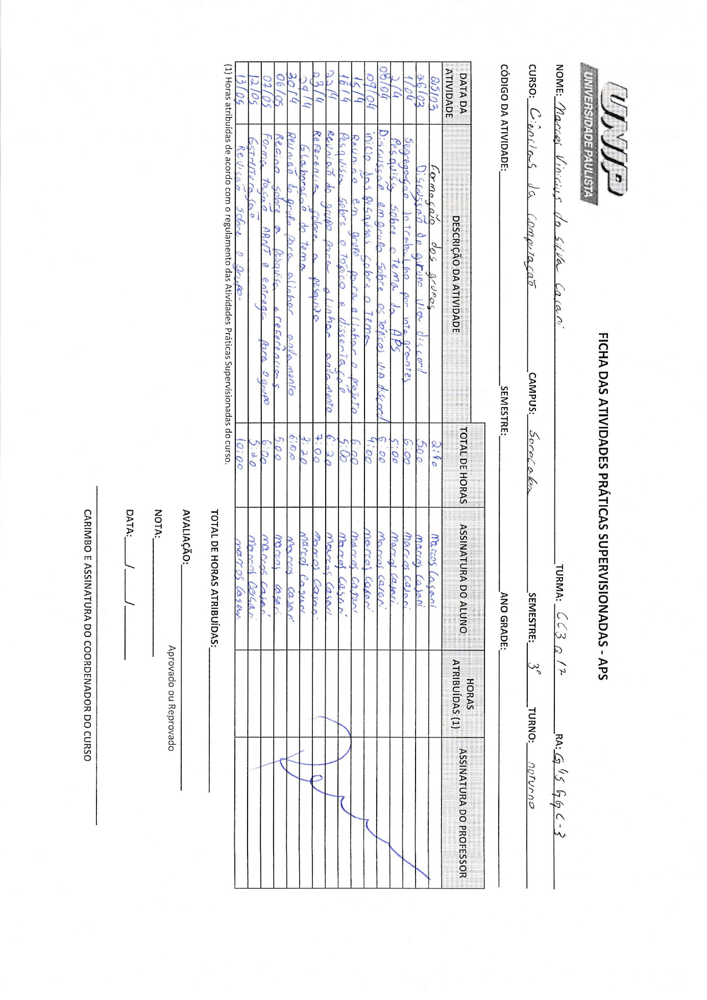 UNIP
UNIVERSIDADE PAULISTA
FICHA DAS ATIVIDADES PRÁTICAS SUPERVISIONADAS - APS
NOME: Marcos Vinicius da Silva Casari TURMA: CC3Q17 RA: G45GGC-3
CURSO: Ciências da computação CAMPUS: Sorocaba SEMESTRE: 3º TURNO: noturno
CÓDIGO DA ATIVIDADE: SEMESTRE: ANO GRADE:
DATA DA ATIVIDADE DESCRIÇÃO DA ATIVIDADE TOTAL DE HORAS ASSINATURA DO ALUNO HORAS ATRIBUÍDAS (1) ASSINATURA DO PROFESSOR
25/03 Formação dos grupos 2:40 Marcos Casari
26/03 Discussão do grupo via discord 500 Marcos Casari
1/04 Segregação do trabalho por integrantes 6:00 Marcos Casari
2/4 Pesquisa sobre o tema da APS 5:00 Marcos Casari
08/04 Discussão em grupo sobre os tópicos via discord 6:00 Marcos Casari
09/04 inicio das pesquisas sobre o tema 4:00 Marcos Casari
15/4 Reunião em grupo para alinhar o projeto 6:00 Marcos Casari
16/4 Pesquisa sobre o tópico e dissertação 5:00 Marcos Casari
22/4 Reunião do grupo para alinhar andamento 6:20 Marcos Casari
23/4 Referencia sobre a pesquisa 7:00 Marcos Casari
29/4 Elaboração do tema 3:20 Marcos Casari
30/4 Reunião do grupo para alinhar andamento 6:00 Marcos Casari
06/05 sobre a pesquisa e referências 5:00 Marcos Casari
07/05 Formatação ABNT e entrega para o grupo 6:00 Marcos Casari
12/05 Estruturação 5:20 Marcos Casari
13/05 Revisão sobre o grupo- 10:00 Marcos Casari
(1) Horas atribuídas de acordo com o regulamento das Atividades Práticas Supervisionadas do curso.
TOTAL DE HORAS ATRIBUÍDAS:
AVALIAÇÃO:
Aprovado ou Reprovado
NOTA:
DATA: / /
CARIMBO E ASSINATURA DO COORDENADOR DO CURSO